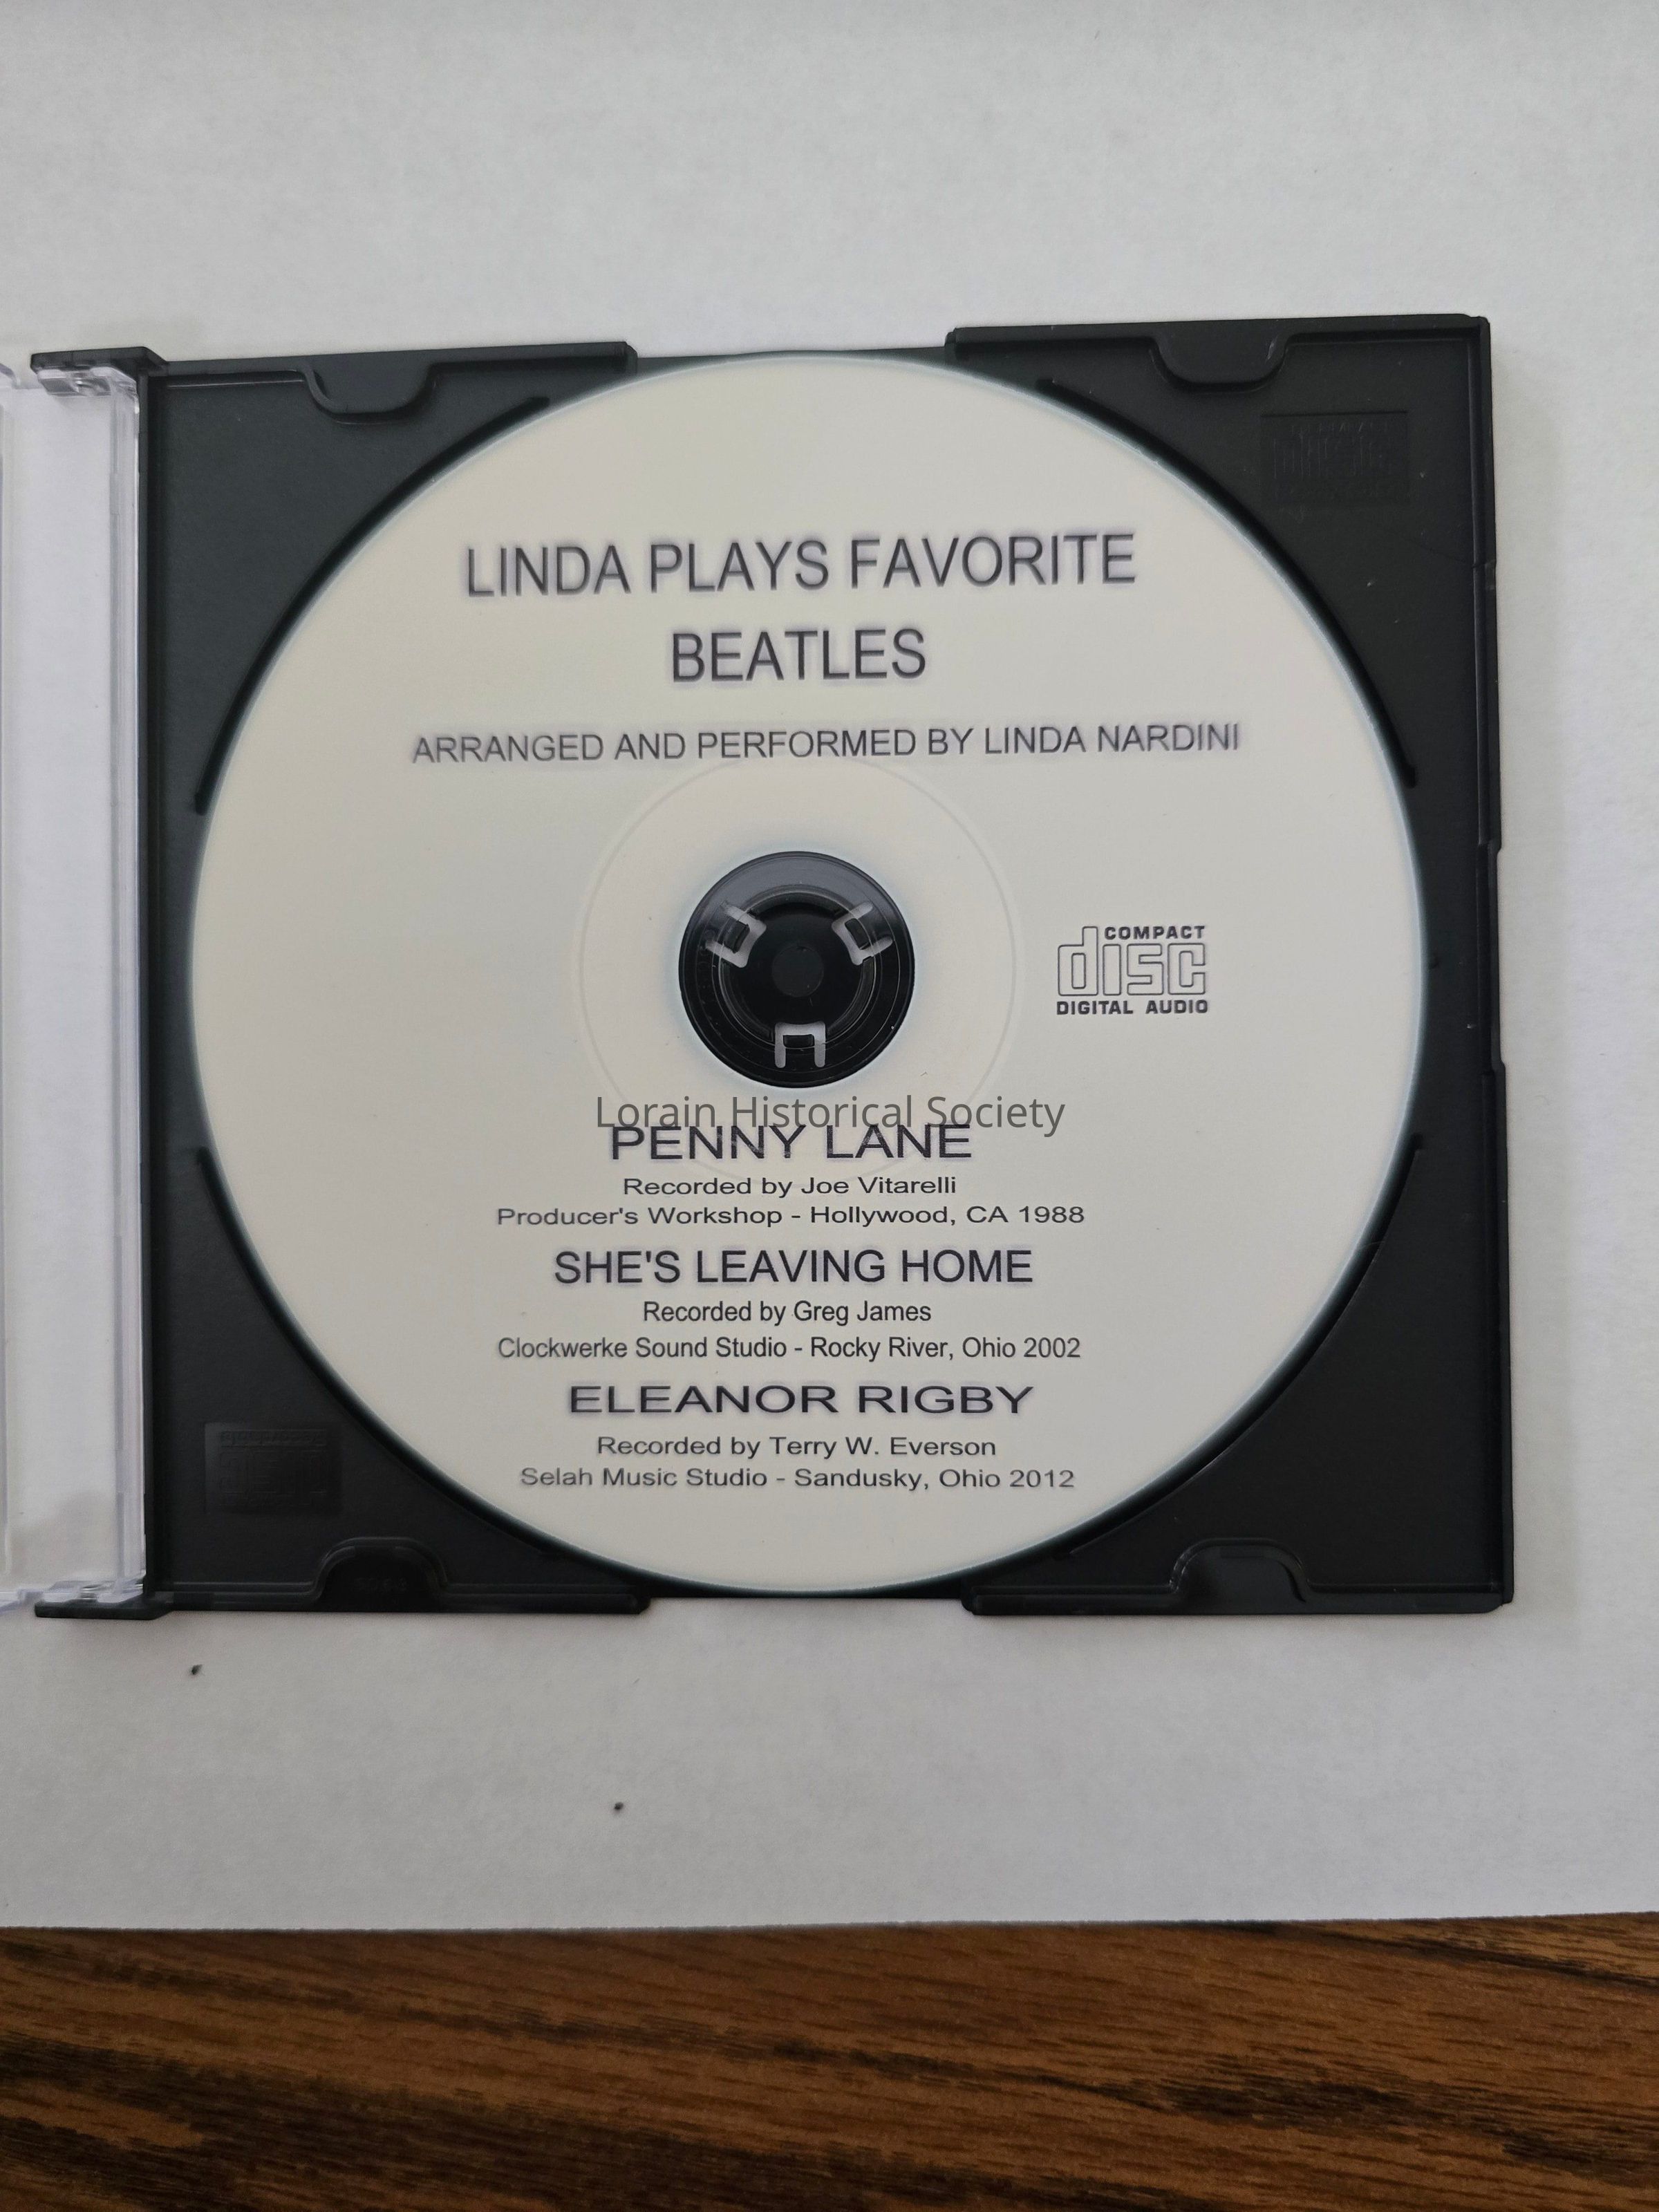 LINDA PLAYS FAVORITE
BEATLES
ARRANGED AND PERFORMED BY LINDA NARDINI
COMPACT
disc
DIGITAL AUDIO
Lorain Historical Society
PENNY LANE
Recorded by Joe Vitarelli
Producer's Workshop - Hollywood, CA 1988
SHE'S LEAVING HOME
Recorded by Greg James
Clockwerke Sound Studio - Rocky River, Ohio 2002
ELEANOR RIGBY
Recorded by Terry W. Everson
Selah Music Studio - Sandusky, Ohio 2012